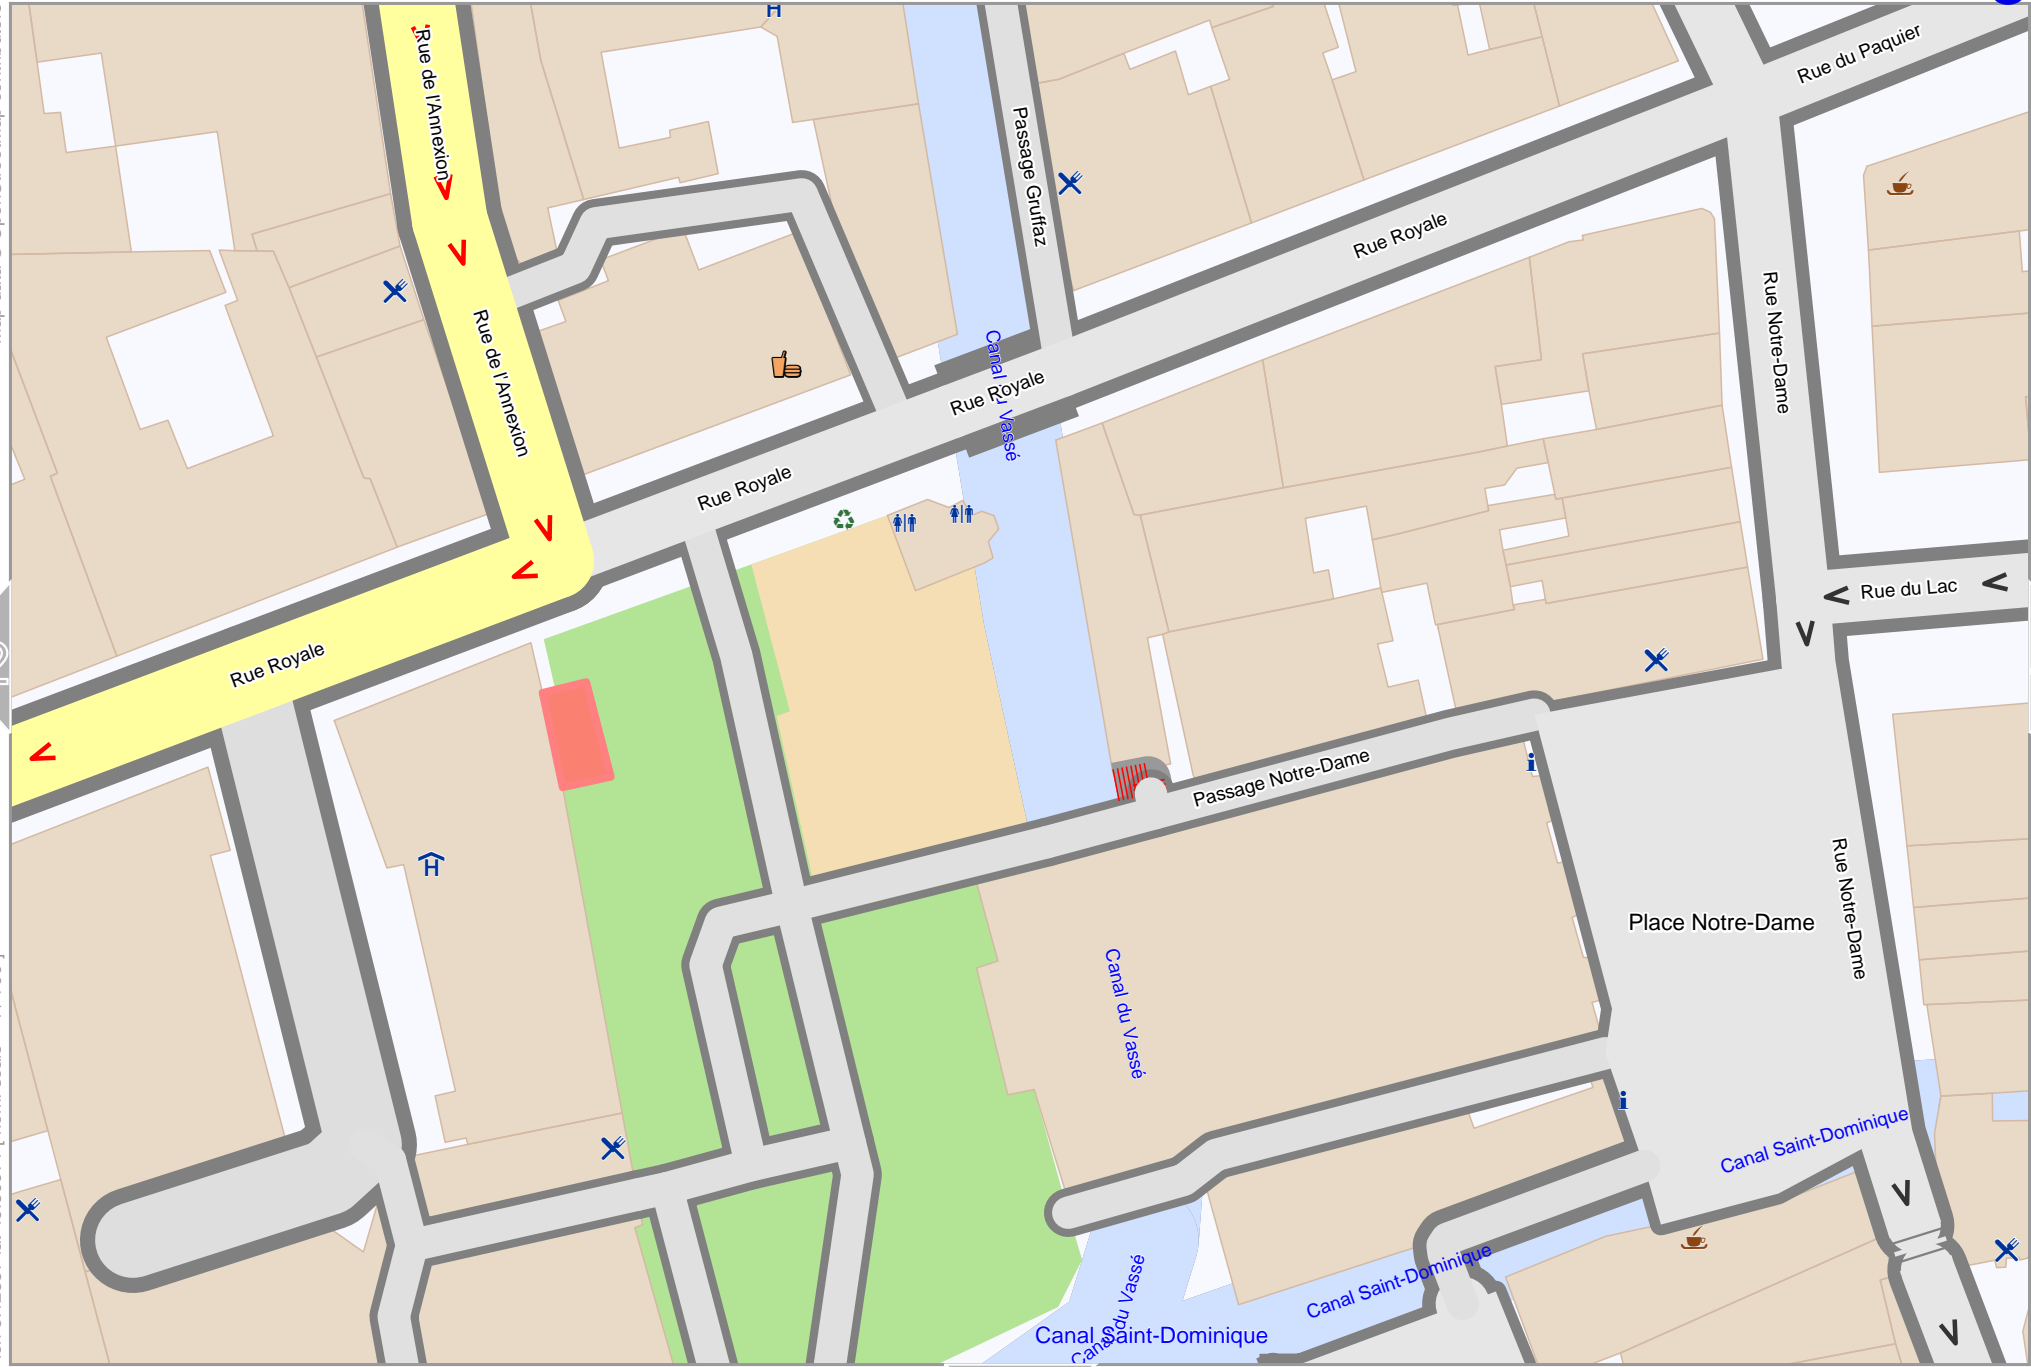 Rue de l'Annexion
Passage Gruffaz
Rue du Paquier
Rue Royale
Rue Notre-Dame
Rue de l'Annexion
Canal du Vassé
Rue Royale
Rue Royale
Rue du Lac
Rue Royale
Passage Notre-Dame
Rue Notre-Dame
Place Notre-Dame
Canal du Vassé
Canal Saint-Dominique
Canal Saint-Dominique
Canal du Vassé
Canal Saint-Dominique